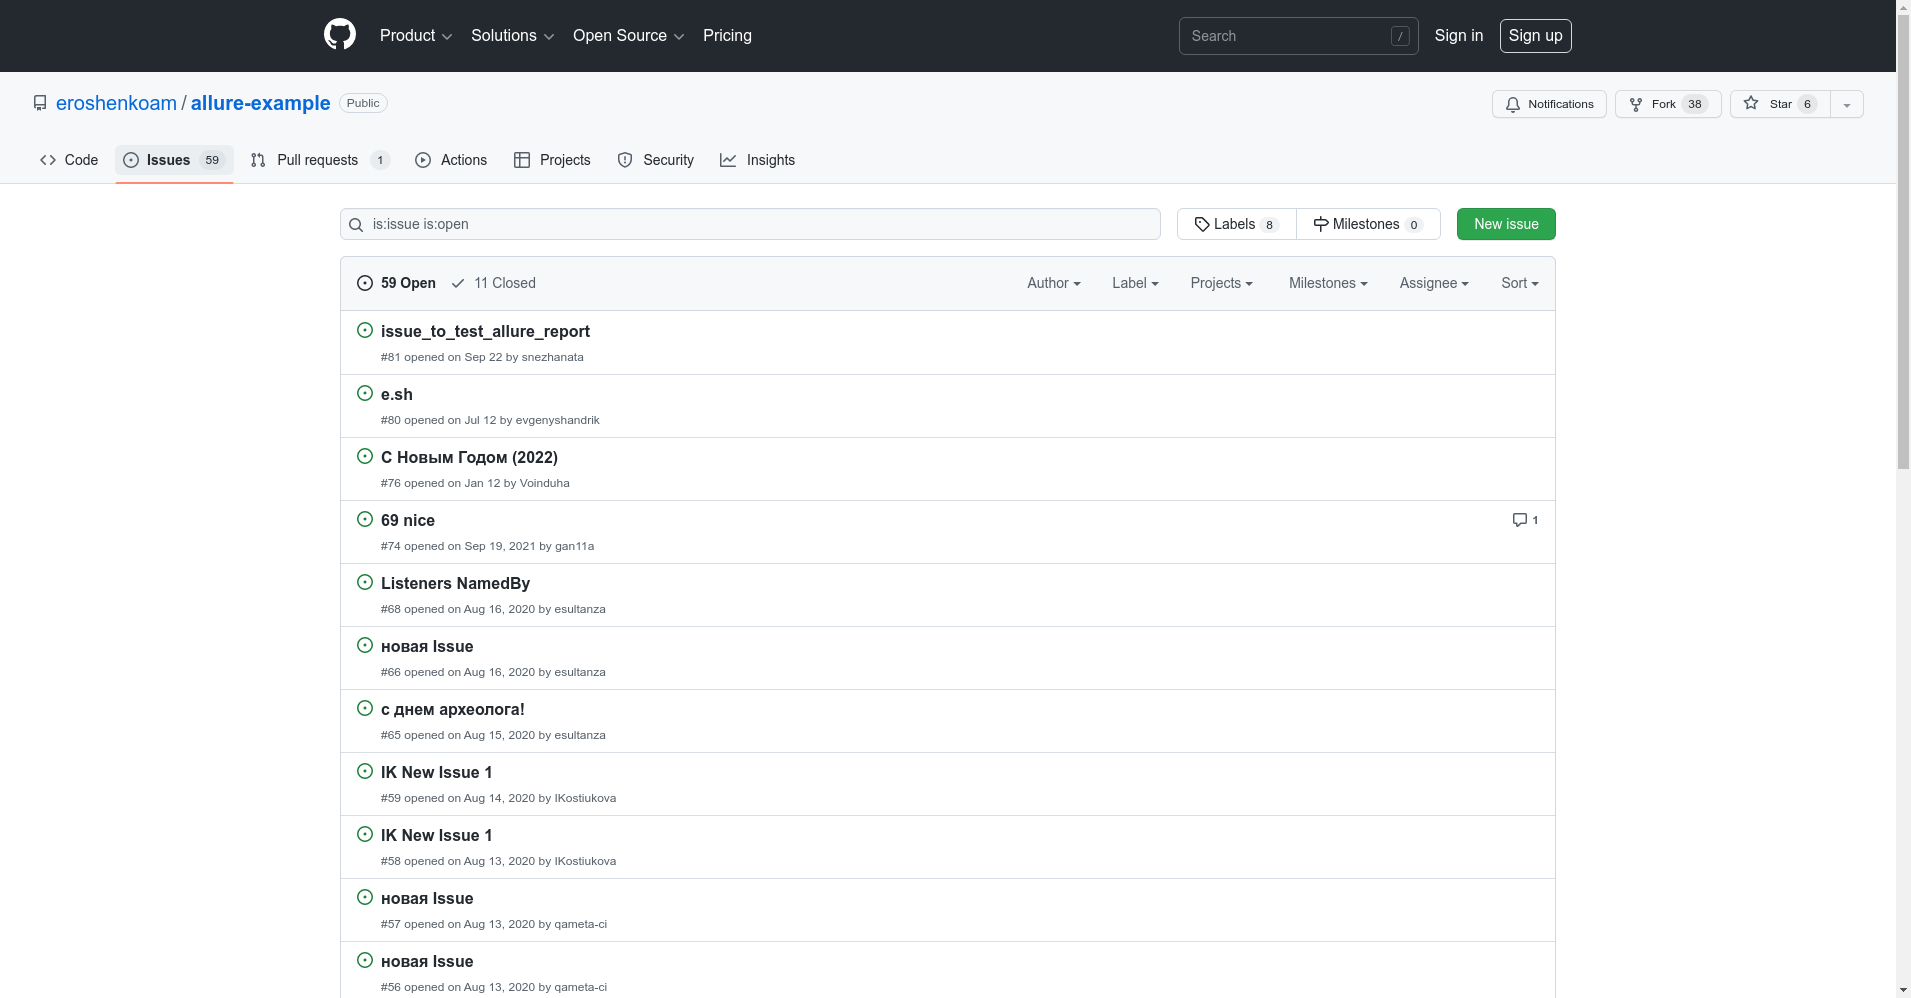 Product Solutions Open Source Pricing Search / Sign in Sign up
eroshenkoam / allure-example Public Notifications Fork 38 Star 6
Code Issues 59 Pull requests 1 Actions Projects Security Insights
is:issue is:open Labels 8 Milestones 0 New issue
59 Open 11 Closed Author Label Projects Milestones Assignee Sort
issue_to_test_allure_report
#81 opened on Sep 22 by snezhanata
e.sh
#80 opened on Jul 12 by evgenyshandrik
С Новым Годом (2022)
#76 opened on Jan 12 by Voinduha
69 nice 1
#74 opened on Sep 19, 2021 by gan11a
Listeners NamedBy
#68 opened on Aug 16, 2020 by esultanza
новая Issue
#66 opened on Aug 16, 2020 by esultanza
с днем археолога!
#65 opened on Aug 15, 2020 by esultanza
IK New Issue 1
#59 opened on Aug 14, 2020 by IKostiukova
IK New Issue 1
#58 opened on Aug 13, 2020 by IKostiukova
новая Issue
#57 opened on Aug 13, 2020 by qameta-ci
новая Issue
#56 opened on Aug 13, 2020 by qameta-ci